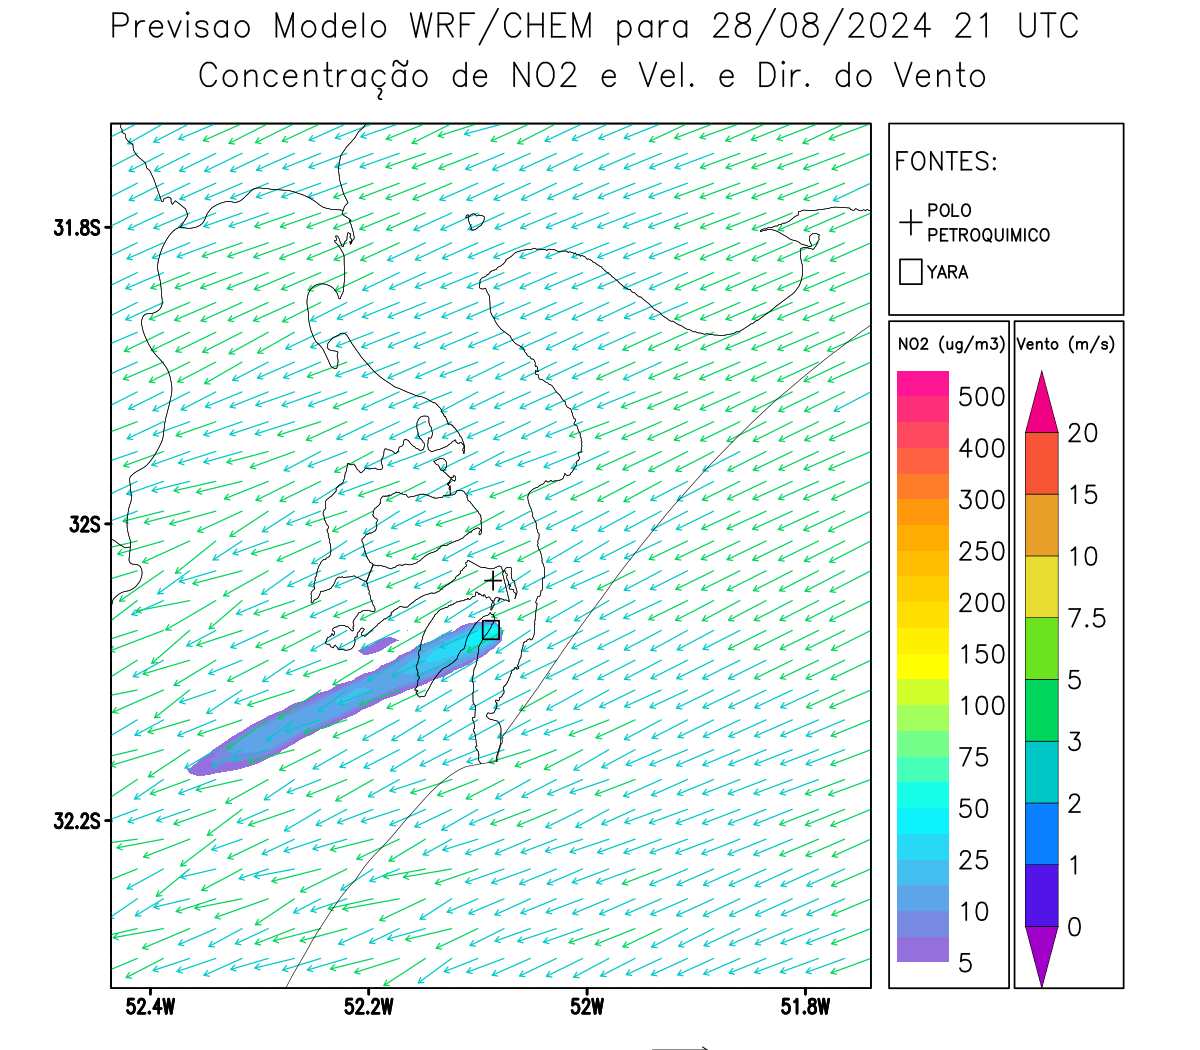 Previsao Modelo WRF/CHEM para 28/08/2024 21 UTC
Concentração de NO2 e Vel. e Dir. do Vento
31.8S
32S
32.2S
52.4W
52.2W
52W
51.8W
FONTES:
POLO
PETROQUIMICO
YARA
NO2 (ug/m3)
500
400
300
250
200
150
100
75
50
25
10
5
Vento (m/s)
20
15
10
7.5
5
3
2
1
0